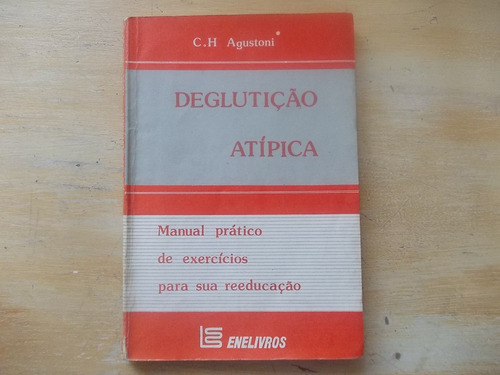 C.H Agustoni*
DEGLUTIÇÃO
ATÍPICA
Manual prático
de exercícios
para sua reeducação
ENELIVROS